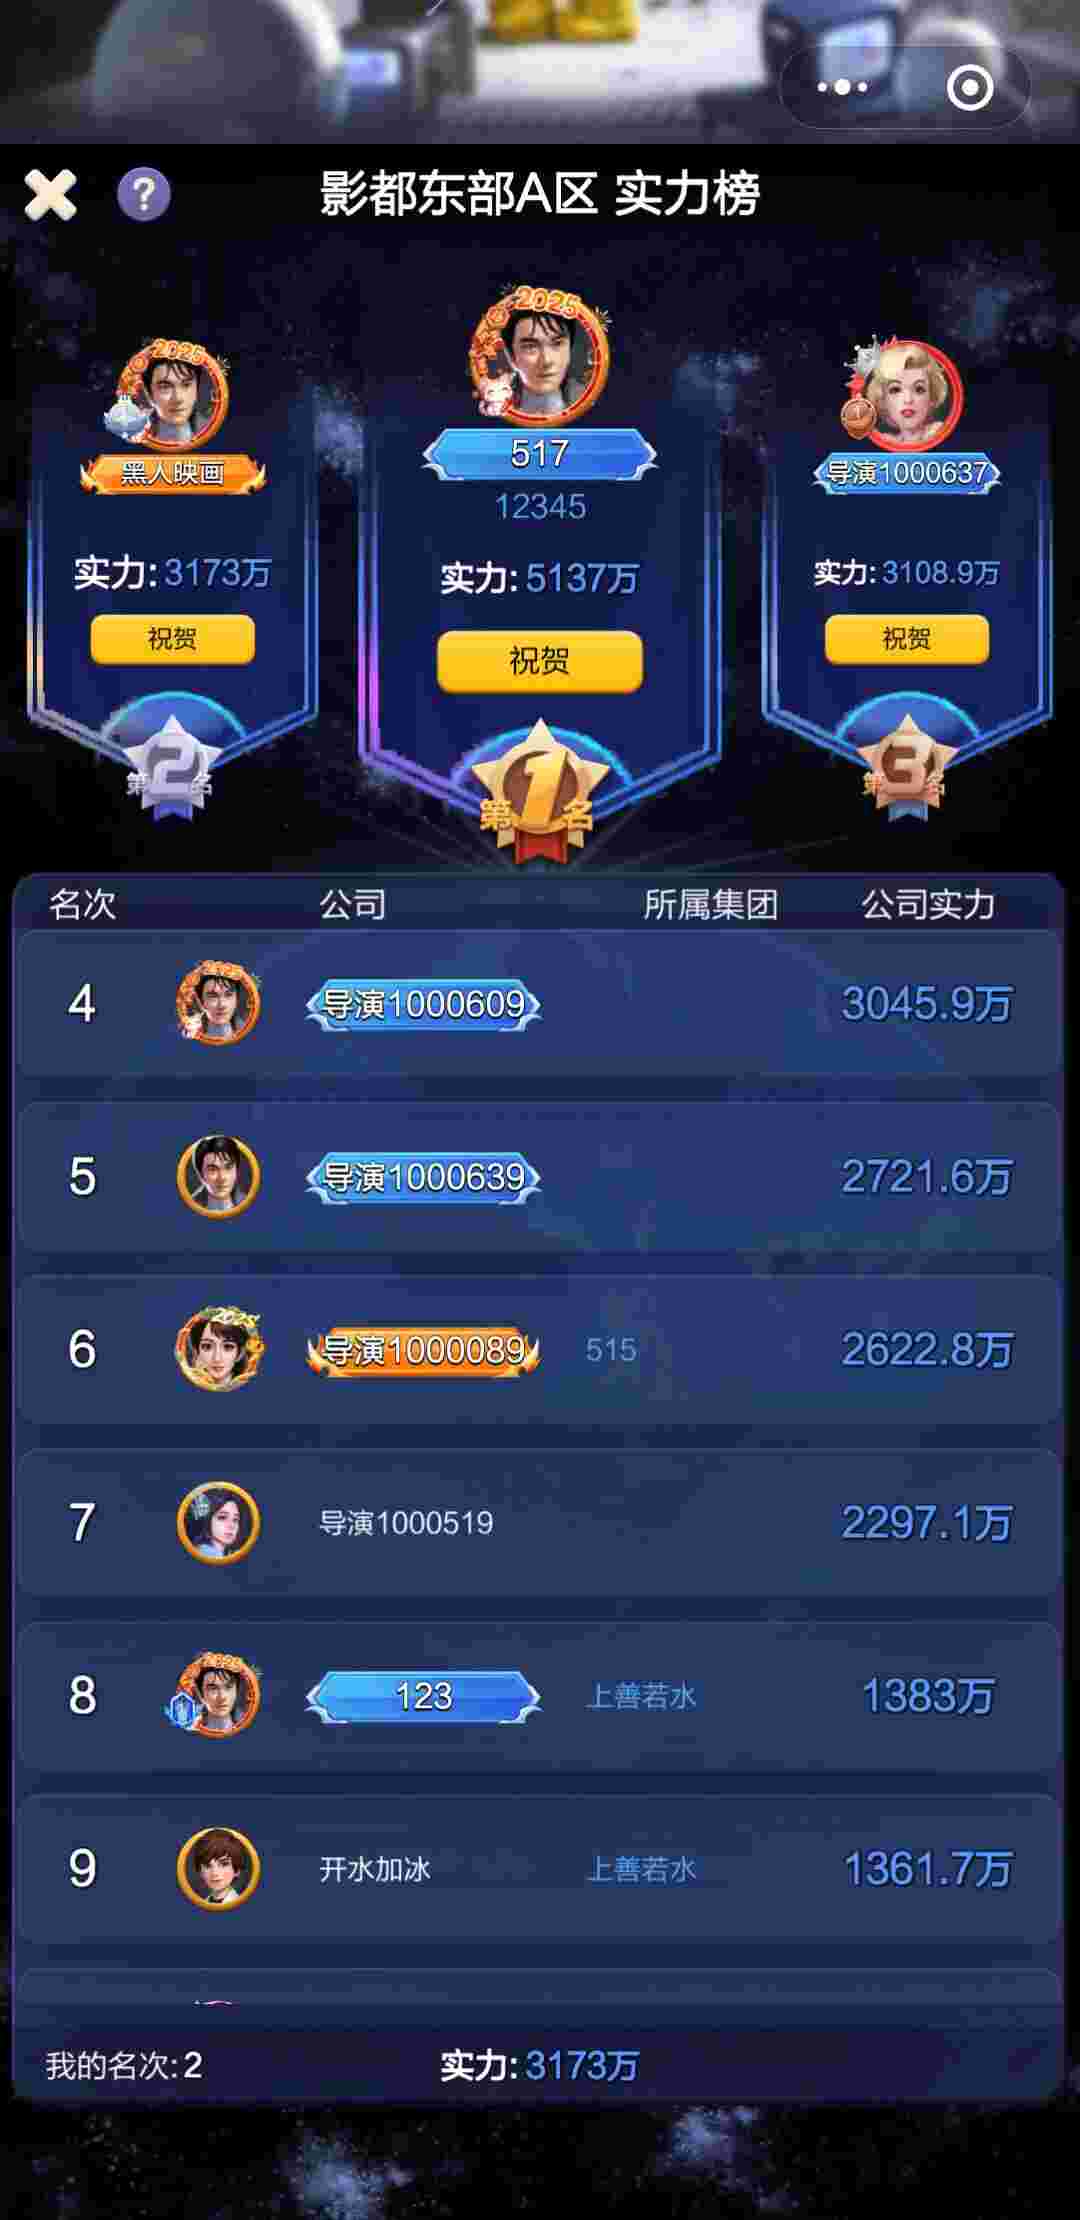 影都东部A区 实力榜
517
12345
实力:5137万
祝贺
第1名
黑人映画
实力:3173万
祝贺
第2名
导演1000637
实力:3108.9万
祝贺
第3名
名次 公司 所属集团 公司实力
4 导演1000609 3045.9万
5 导演1000639 2721.6万
6 导演1000089 515 2622.8万
7 导演1000519 2297.1万
8 123 上善若水 1383万
9 开水加冰 上善若水 1361.7万
我的名次:2 实力:3173万